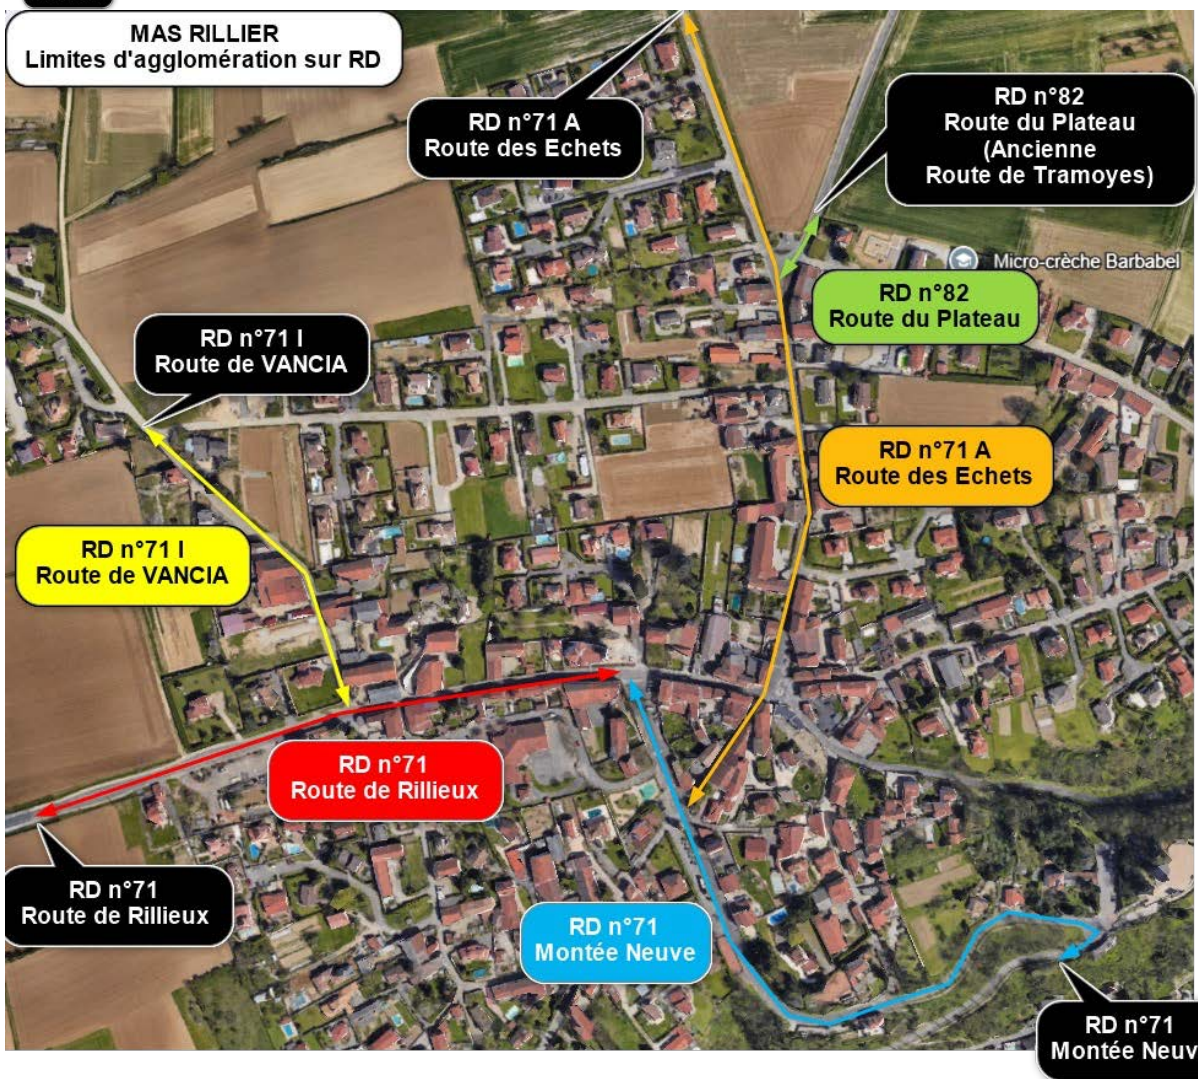 MAS RILLIER
Limites d'agglomération sur RD
RD n°71 A
Route des Echets
RD n°82
Route du Plateau
(Ancienne
Route de Tramoyes)
Micro-crèche Barbabel
RD n°82
Route du Plateau
RD n°71 I
Route de VANCIA
RD n°71 A
Route des Echets
RD n°71 I
Route de VANCIA
RD n°71
Route de Rillieux
RD n°71
Route de Rillieux
RD n°71
Montée Neuve
RD n°71
Montée Neuv